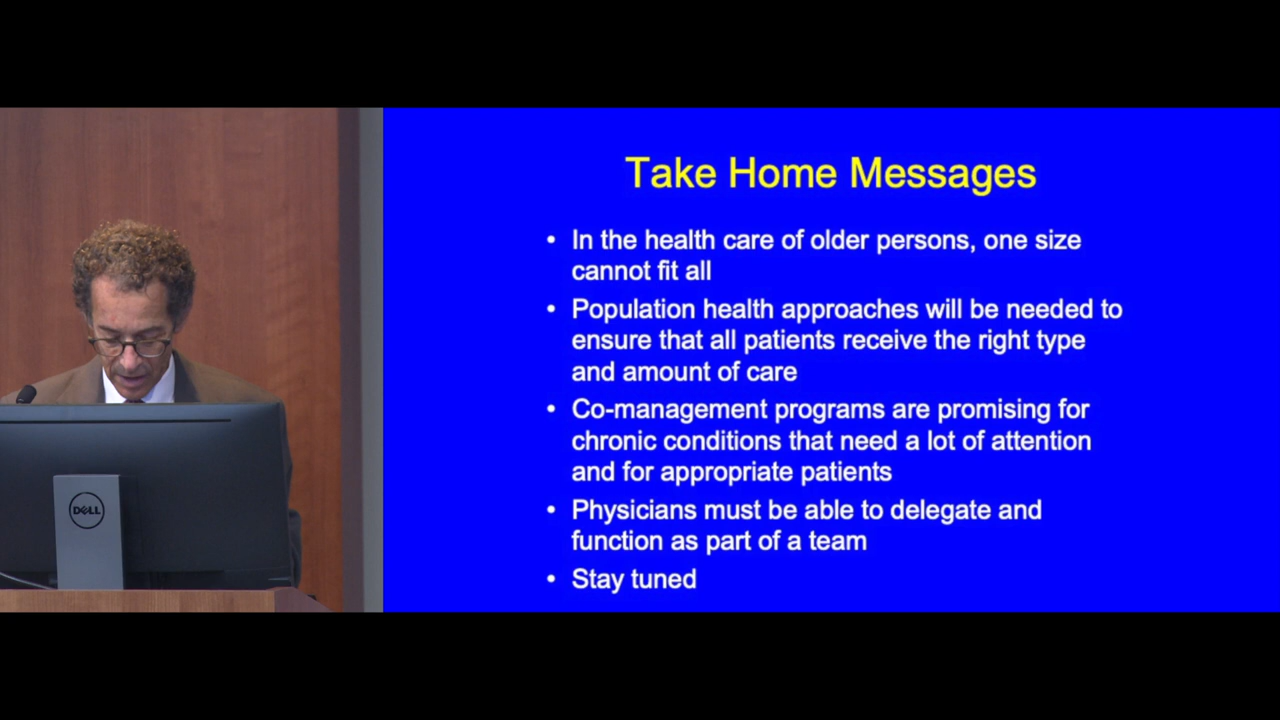 Take Home Messages
• In the health care of older persons, one size
cannot fit all
• Population health approaches will be needed to
ensure that all patients receive the right type
and amount of care
• Co-management programs are promising for
chronic conditions that need a lot of attention
and for appropriate patients
• Physicians must be able to delegate and
function as part of a team
• Stay tuned
DELL